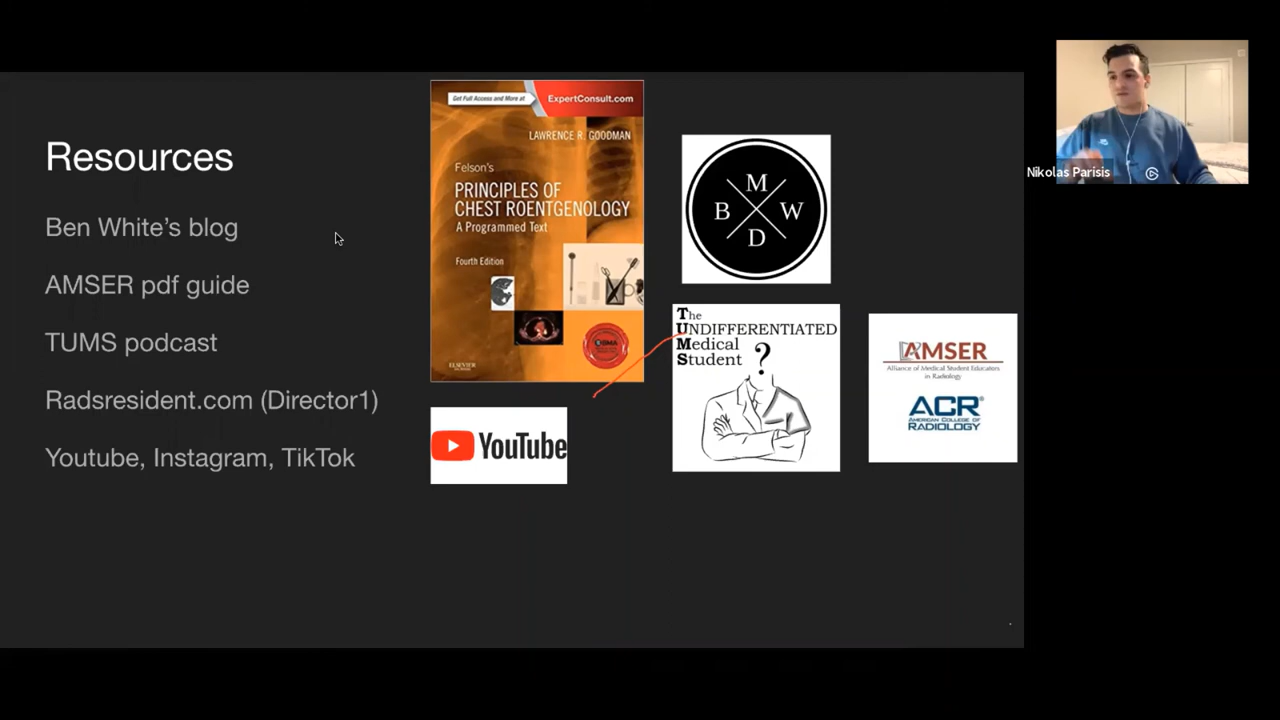 Resources
Ben White's blog
AMSER pdf guide
TUMS podcast
Radsresident.com (Director1)
Youtube, Instagram, TikTok
Get Full Access and More at
ExpertConsult.com
LAWRENCE R. GOODMAN
Felson's
PRINCIPLES OF
CHEST ROENTGENOLOGY
A Programmed Text
Fourth Edition
ELSEVIER
YouTube
M
B W
D
The
UNDIFFERENTIATED
Medical
Student
?
AMSER
Alliance of Medical Student Educators
in Radiology
ACR
AMERICAN COLLEGE OF
RADIOLOGY
Nikolas Parisis